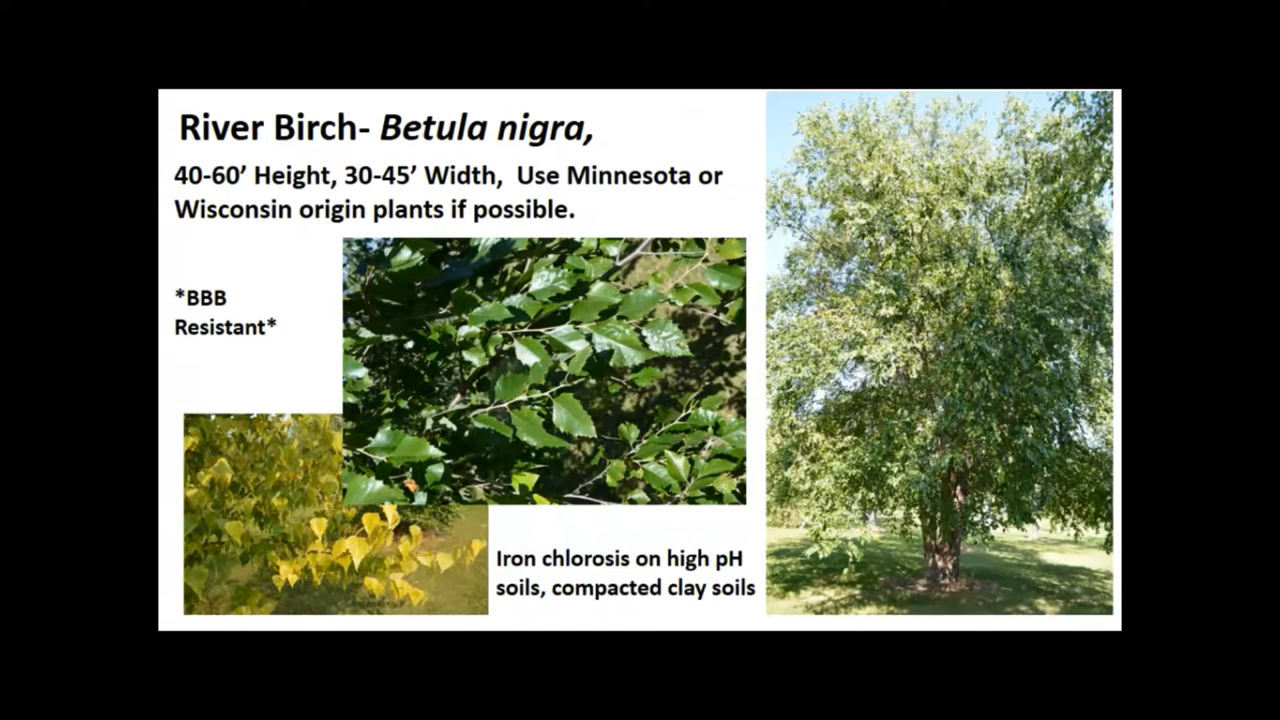 River Birch- Betula nigra,
40-60’ Height, 30-45’ Width, Use Minnesota or
Wisconsin origin plants if possible.
*BBB
Resistant*
Iron chlorosis on high pH
soils, compacted clay soils